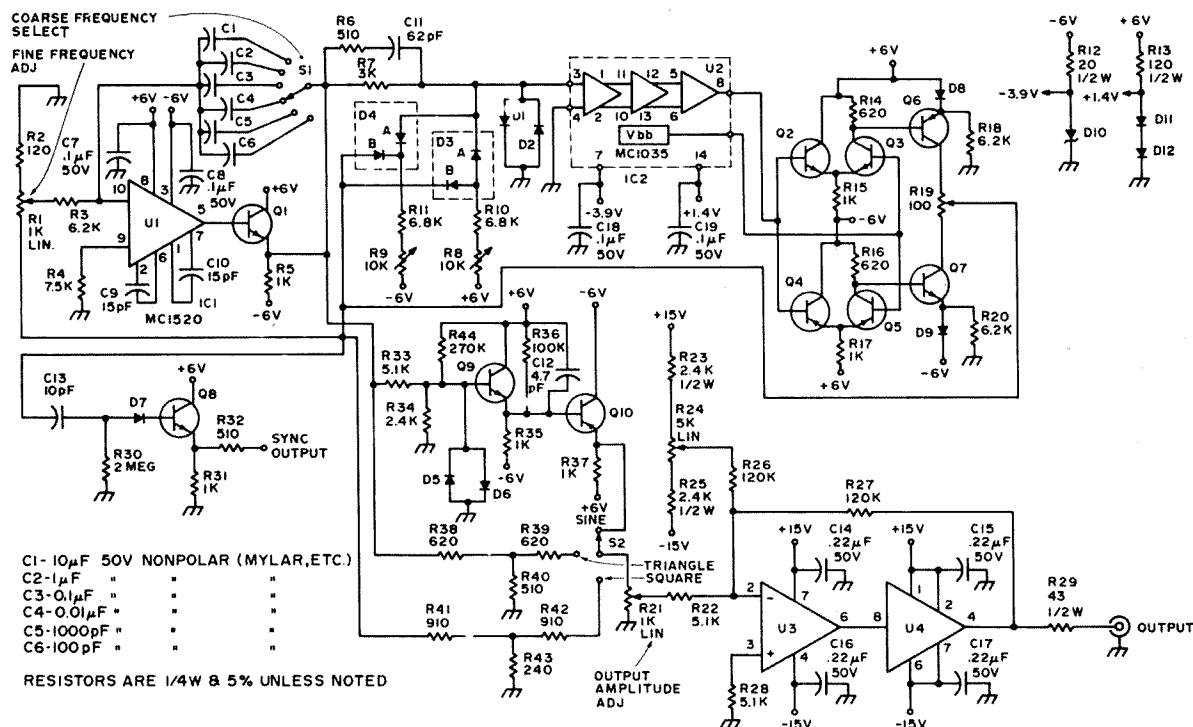 COARSE FREQUENCY
SELECT
FINE FREQUENCY
ADJ
C1
C2
C3
C4
C5
C6
S1
R6
510
C11
62pF
R7
3K
+6V
-6V
R2
120
C7
.1µF
50V
C8
.1µF
50V
R1
1K
LIN.
R3
6.2K
10
8
3
U1
5
7
9
2
6
1
R4
7.5K
C9
15pF
C10
15pF
IC1
MC1520
Q1
+6V
R5
1K
-6V
D4
A
B
D3
A
B
R11
6.8K
R10
6.8K
R9
10K
R8
10K
-6V
+6V
D1
D2
U2
3
1
11
12
5
8
4
2
10
13
6
Vbb
MC1035
7
14
IC2
-3.9V
C18
.1µF
50V
+1.4V
C19
.1µF
50V
+6V
R14
620
Q6
D8
Q2
Q3
R18
6.2K
R15
1K
-6V
R19
100
R16
620
Q4
Q5
Q7
D9
R20
6.2K
R17
1K
+6V
-6V
-6V
R12
20
1/2W
-3.9V
D10
+6V
R13
120
1/2W
+1.4V
D11
D12
C13
10pF
D7
+6V
Q8
R32
510
SYNC
OUTPUT
R30
2 MEG
R31
1K
R33
5.1K
R44
270K
R34
2.4K
Q9
+6V
R36
100K
C12
4.7
pF
-6V
Q10
R35
1K
-6V
D5
D6
R37
1K
+6V
SINE
S2
TRIANGLE
SQUARE
R38
620
R39
620
R40
510
R41
910
R42
910
R43
240
R21
1K
LIN
OUTPUT
AMPLITUDE
ADJ
+15V
R23
2.4K
1/2W
R24
5K
LIN
R25
2.4K
1/2W
-15V
R26
120K
R27
120K
R22
5.1K
R28
5.1K
+15V
C14
.22µF
50V
2
-
7
U3
6
3
+
4
C16
.22µF
50V
-15V
+15V
C15
.22µF
50V
1
2
8
U4
4
6
7
C17
.22µF
50V
-15V
R29
43
1/2W
OUTPUT
C1-10µF 50V NONPOLAR (MYLAR,ETC.)
C2-1µF " " "
C3-0.1µF " " "
C4-0.01µF " " "
C5-1000pF " " "
C6-100pF " " "
RESISTORS ARE 1/4W & 5% UNLESS NOTED